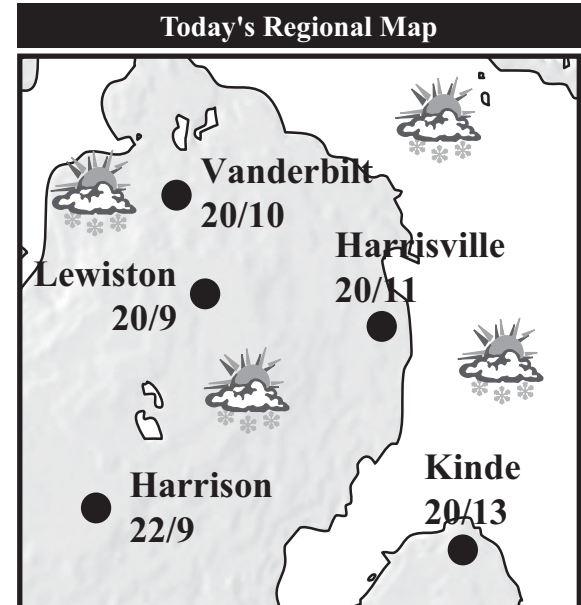 Today's Regional Map
Vanderbilt
20/10
Harrisville
20/11
Lewiston
20/9
Harrison
22/9
Kinde
20/13